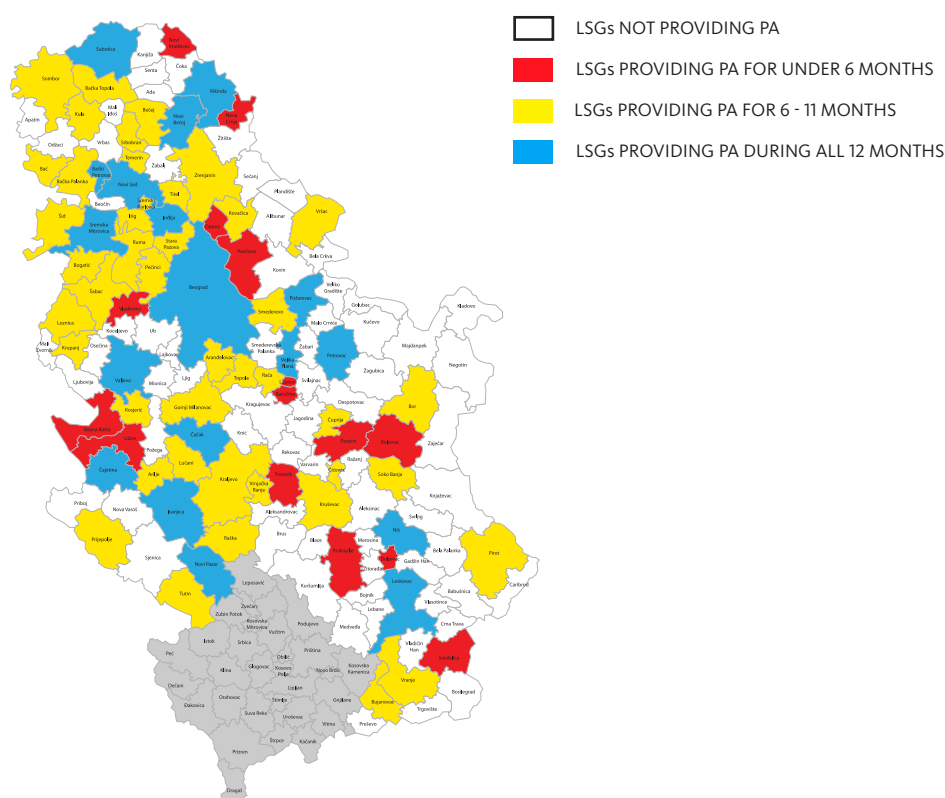 LSGs NOT PROVIDING PA
LSGs PROVIDING PA FOR UNDER 6 MONTHS
LSGs PROVIDING PA FOR 6 - 11 MONTHS
LSGs PROVIDING PA DURING ALL 12 MONTHS
Subotica
Kanjiža
Novi
Kneževac
Čoka
Senta
Sombor
Bačka Topola
Ada
Kikinda
Apatin
Kula
Mali
Iđoš
Bečej
Novi
Bečej
Nova
Crnja
Odžaci
Vrbas
Srbobran
Žitište
Temerin
Žabalj
Bač
Bačka Palanka
Bački
Petrovac
Novi Sad
Zrenjanin
Sečanj
Titel
Beočin
Sremski
Karlovci
Plandište
Šid
Sremska
Mitrovica
Irig
Inđija
Kovačica
Alibunar
Vršac
Ruma
Stara
Pazova
Pančevo
Bela Crkva
Bogatić
Pećinci
Kovin
Šabac
Beograd
Veliko
Gradište
Požarevac
Golubac
Kladovo
Loznica
Smederevo
Malo Crniće
Kučevo
Koceljevo
Ub
Mali
Zvornik
Krupanj
Osečina
Smederevska
Palanka
Žabari
Petrovac
Majdanpek
Negotin
Lajkovac
Aranđelovac
Velika
Plana
Žagubica
Ljubovija
Valjevo
Mionica
Ljig
Topola
Rača
Svilajnac
Despotovac
Bor
Bajina Bašta
Kosjerić
Gornji Milanovac
Kragujevac
Jagodina
Ćuprija
Užice
Požega
Čačak
Knić
Paraćin
Boljevac
Zaječar
Rekovac
Ražanj
Čajetina
Arilje
Lučani
Varvarin
Kraljevo
Vrnjačka
Banja
Trstenik
Ćićevac
Soko Banja
Knjaževac
Priboj
Nova Varoš
Ivanjica
Aleksandrovac
Kruševac
Aleksinac
Svrljig
Prijepolje
Raška
Brus
Blace
Prokuplje
Merošina
Niš
Bela Palanka
Pirot
Sjenica
Novi Pazar
Doljevac
Gadžin Han
Žitorađa
Kuršumlija
Leskovac
Babušnica
Caribrod
Tutin
Leposavić
Bojnik
Lebane
Vlasotince
Zvečan
Zubin Potok
Kosovska
Mitrovica
Vuštrn
Podujevo
Medveđa
Crna Trava
Peć
Istok
Srbica
Obilić
Priština
Vladičin
Han
Surdulica
Klina
Glogovac
Kosovo
Polje
Novo Brdo
Kosovska
Kamenica
Vranje
Dečani
Lipljan
Bosilegrad
Đakovica
Orahovac
Štimlje
Gnjilane
Bujanovac
Trgovište
Suva Reka
Uroševac
Vitina
Preševo
Štrpce
Kačanik
Prizren
Dragaš